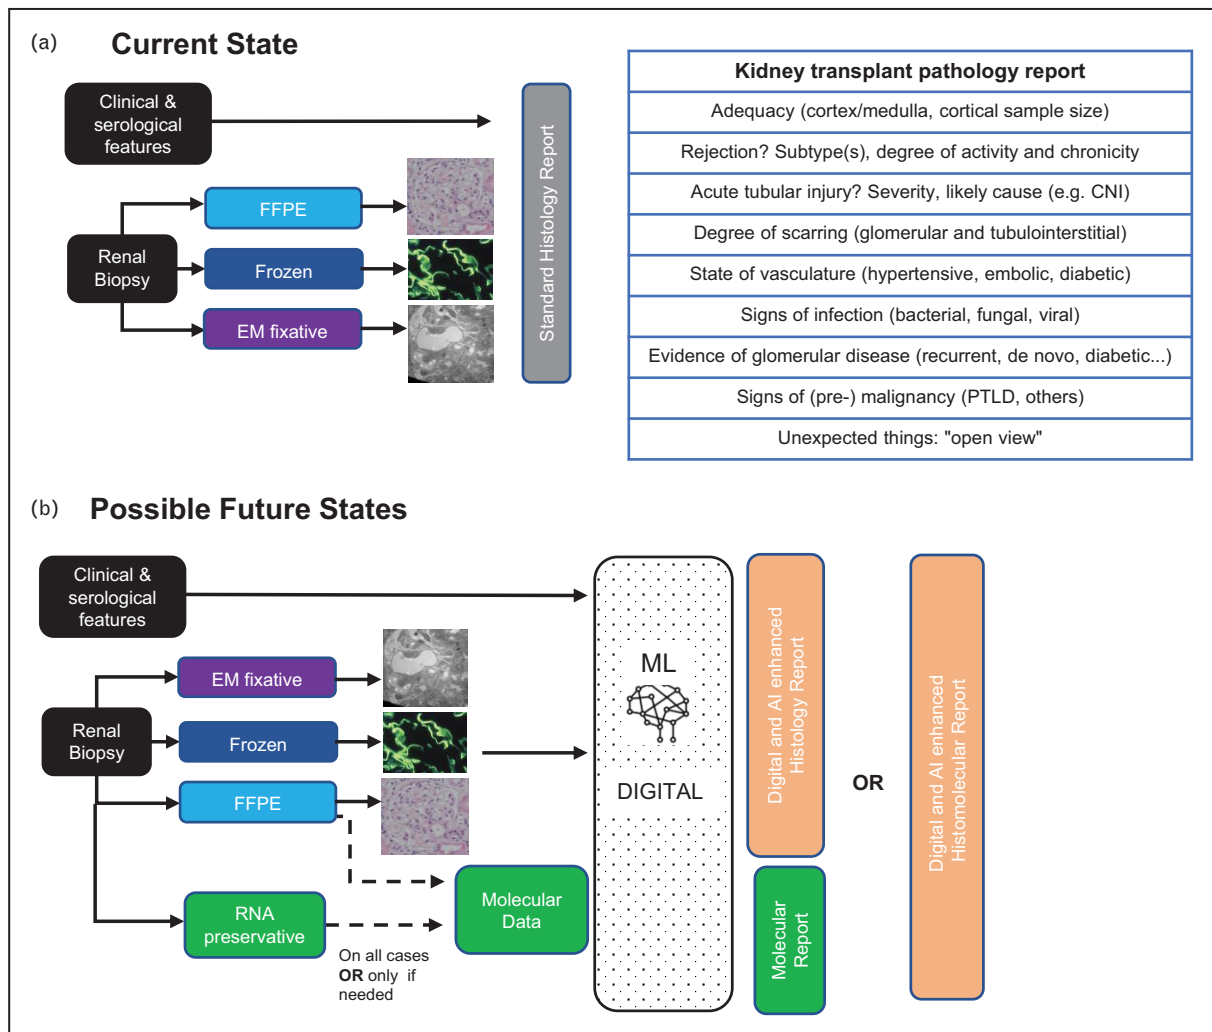 (a) Current State
Clinical &
serological
features
FFPE
Renal
Biopsy
Frozen
EM fixative
Standard Histology Report
Kidney transplant pathology report
Adequacy (cortex/medulla, cortical sample size)
Rejection? Subtype(s), degree of activity and chronicity
Acute tubular injury? Severity, likely cause (e.g. CNI)
Degree of scarring (glomerular and tubulointerstitial)
State of vasculature (hypertensive, embolic, diabetic)
Signs of infection (bacterial, fungal, viral)
Evidence of glomerular disease (recurrent, de novo, diabetic...)
Signs of (pre-) malignancy (PTLD, others)
Unexpected things: "open view"
(b) Possible Future States
Clinical &
serological
features
EM fixative
Renal
Biopsy
Frozen
FFPE
RNA
preservative
On all cases
OR only if
needed
Molecular
Data
ML
DIGITAL
Digital and AI enhanced
Histology Report
Molecular
Report
OR
Digital and AI enhanced
Histomolecular Report